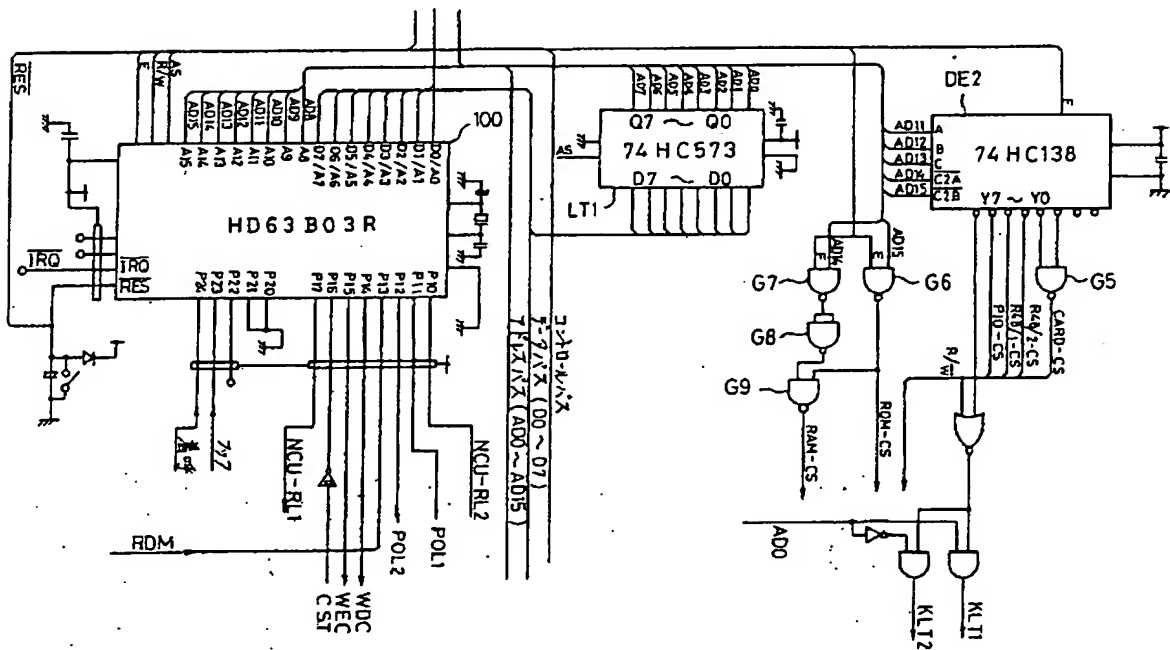 RES
E
R/W
AS
AD15
AD14
AD13
AD12
AD11
AD10
AD9
AD8
A15
A14
A13
A12
A11
A10
A9
A8
D7/A7
D6/A6
D5/A5
D4/A4
D3/A3
D2/A2
D1/A1
D0/A0
100
HD63B03R
IRQ
IRQ
RES
P24
P23
P22
P21
P20
P17
P16
P15
P14
P13
P12
P11
P10
フック
NCU-RL1
RDM
CST
WEC
WDC
POL2
POL1
NCU-RL2
アドレスバス(AD0~AD15)
データバス(D0~D7)
コントロールバス
AD7
AD6
AD5
AD4
AD3
AD2
AD1
AD0
Q7 ~ Q0
74HC573
D7 ~ D0
AS
LT1
DE2
E
AD11
AD12
AD13
AD14
AD15
A
B
C
C2A
C2B
74HC138
Y7 ~ Y0
E
AD14
E
AD15
G7
G6
G8
G9
G5
RAM-CS
ROM-CS
R/W
PIO-CS
R48/1-CS
R48/2-CS
CARD-CS
AD0
KLT2
KLT1